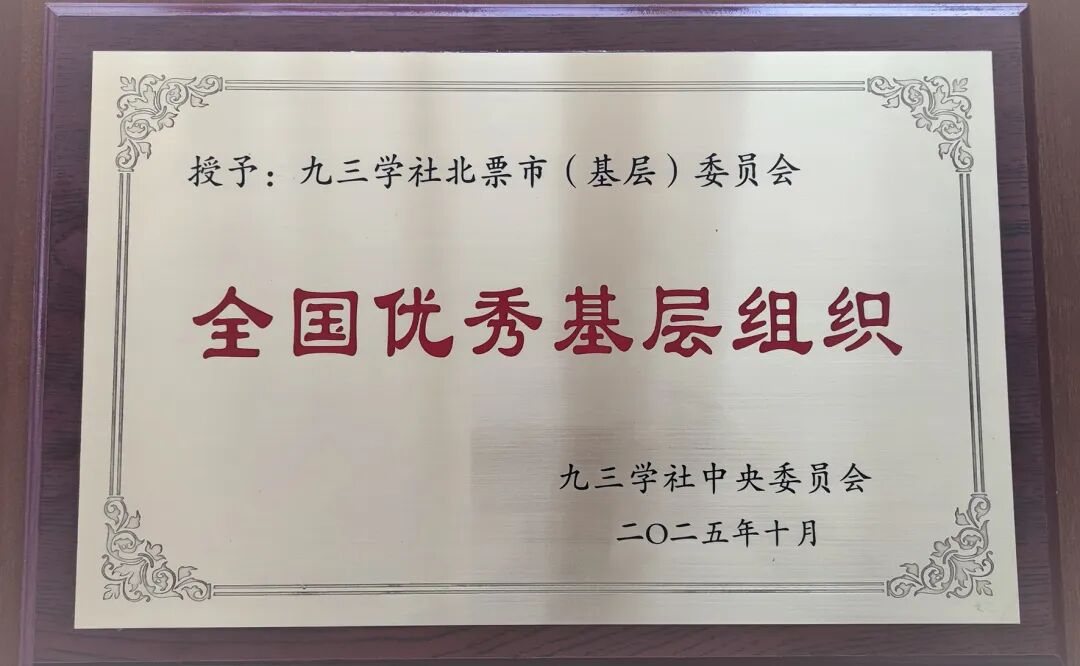 授予：九三学社北票市（基层）委员会
全国优秀基层组织
九三学社中央委员会
二〇二五年十月